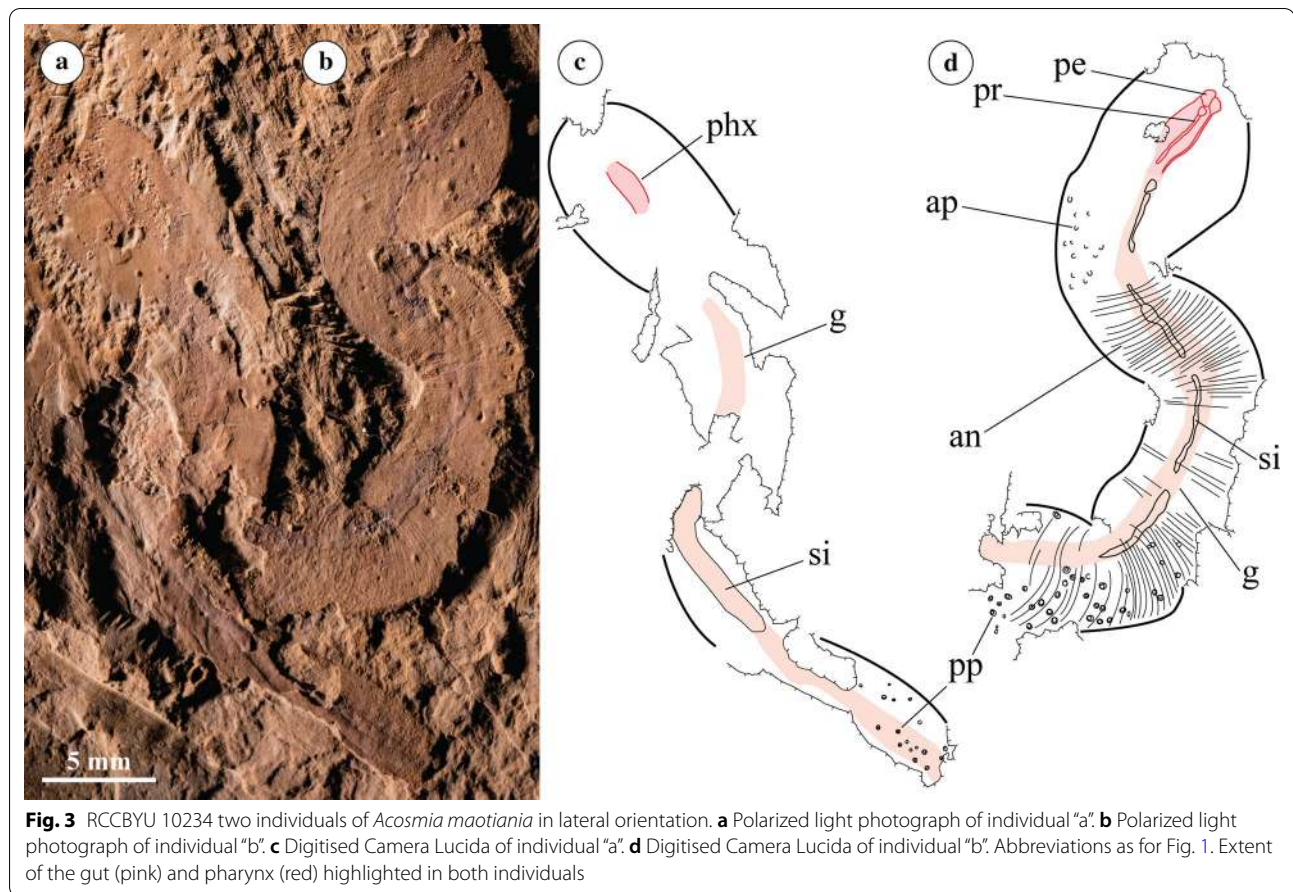 a
b
c
d
pe
pr
phx
ap
g
an
si
si
g
pp
5 mm
Fig. 3 RCCBYU 10234 two individuals of Acosmia maotiania in lateral orientation. a Polarized light photograph of individual “a”. b Polarized light
photograph of individual “b”. c Digitised Camera Lucida of individual “a”. d Digitised Camera Lucida of individual “b”. Abbreviations as for Fig. 1. Extent
of the gut (pink) and pharynx (red) highlighted in both individuals